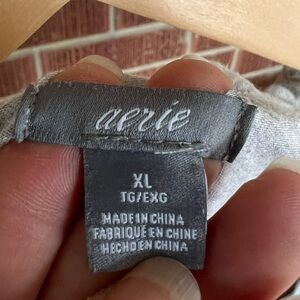 aerie
XL
TG/EXG
MADE IN CHINA
FABRIQUÉ EN CHINE
HECHO EN CHINA